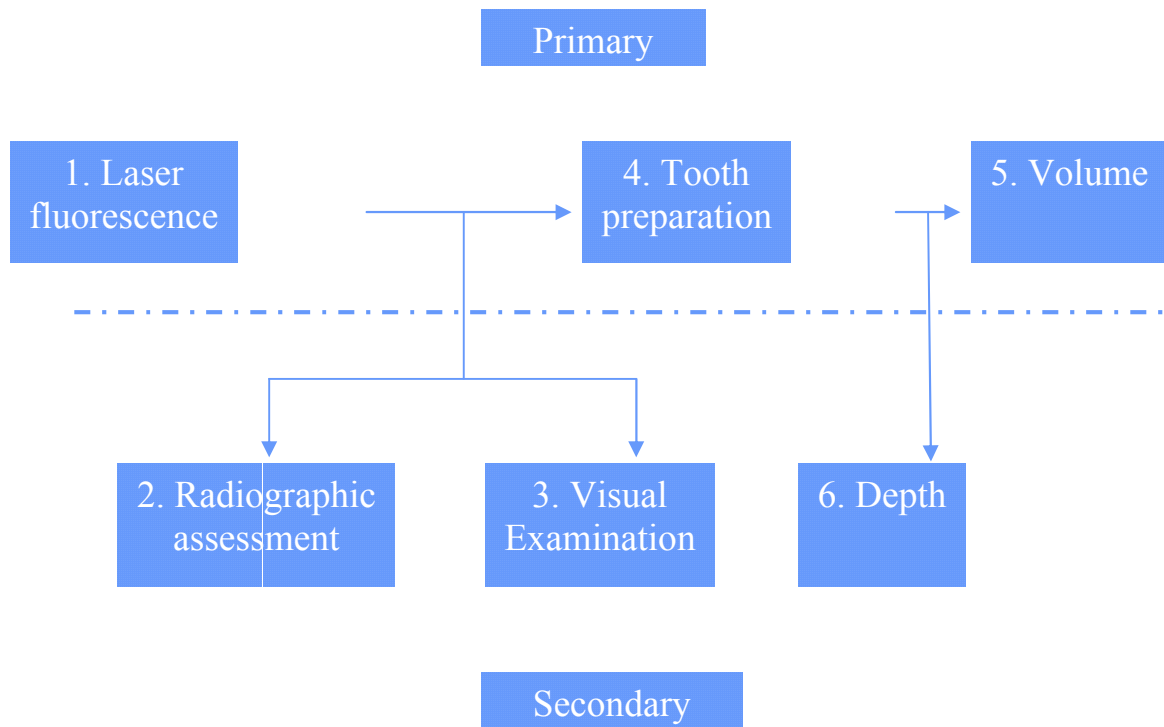 Primary
1. Laser
fluorescence
4. Tooth
preparation
5. Volume
2. Radiographic
assessment
3. Visual
Examination
6. Depth
Secondary